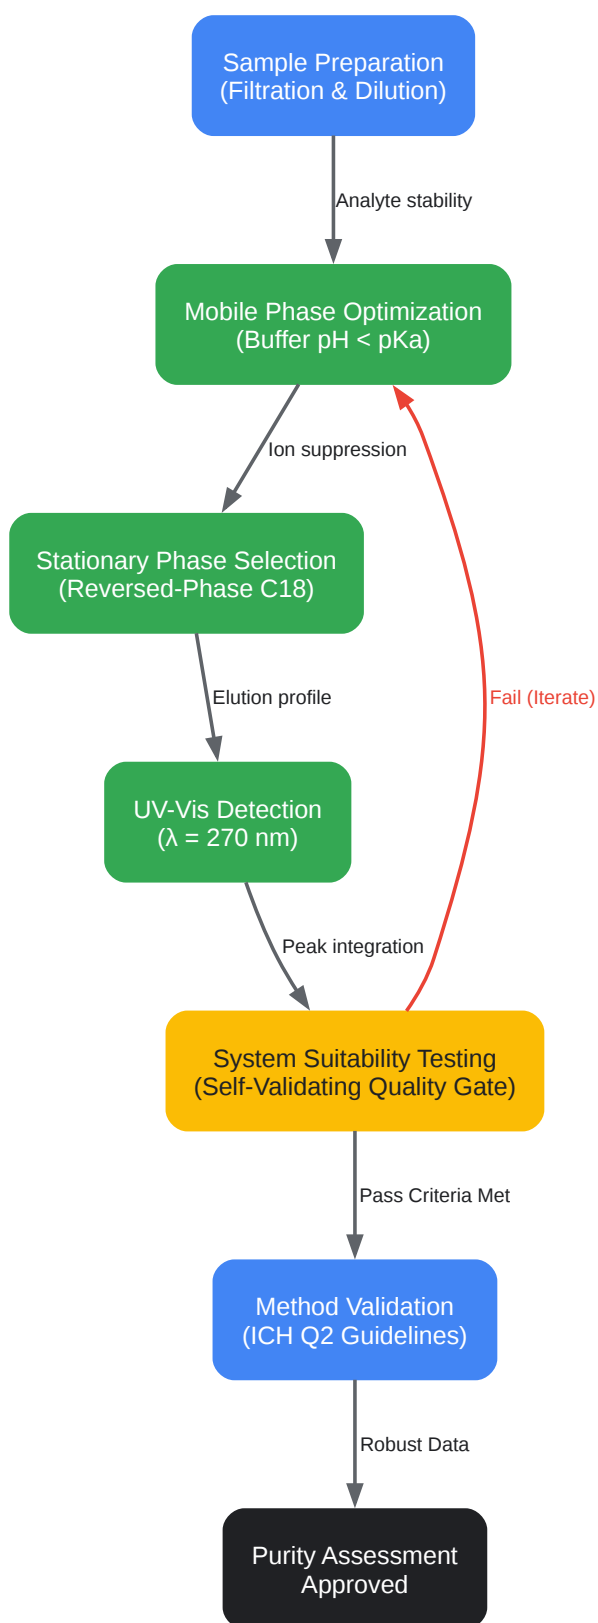 Sample Preparation
(Filtration & Dilution)
Analyte stability
Mobile Phase Optimization
(Buffer pH < pKa)
Ion suppression
Stationary Phase Selection
(Reversed-Phase C18)
Elution profile
Fail (Iterate)
UV-Vis Detection
(λ = 270 nm)
Peak integration
System Suitability Testing
(Self-Validating Quality Gate)
Pass Criteria Met
Method Validation
(ICH Q2 Guidelines)
Robust Data
Purity Assessment
Approved